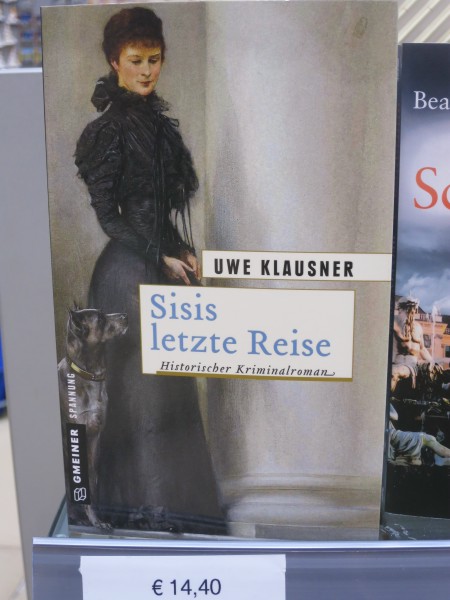 UWE KLAUSNER
Sisis
letzte Reise
Historischer Kriminalroman
GMEINER SPANNUNG
Bea
Sc
€ 14,40